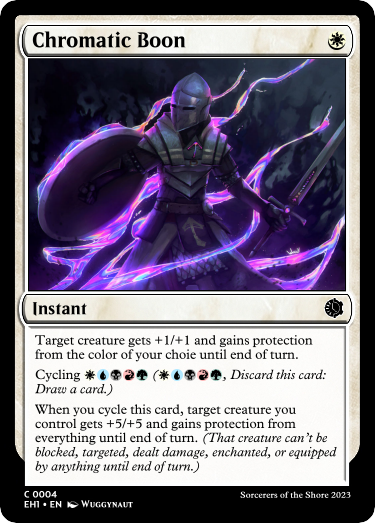 Chromatic Boon
Instant
Target creature gets +1/+1 and gains protection
from the color of your choie until end of turn.
Cycling (, Discard this card:
Draw a card.)
When you cycle this card, target creature you
control gets +5/+5 and gains protection from
everything until end of turn. (That creature can't be
blocked, targeted, dealt damage, enchanted, or equipped
by anything until end of turn.)
C 0004
EH1 • EN Wuggynaut
Sorcerers of the Shore 2023